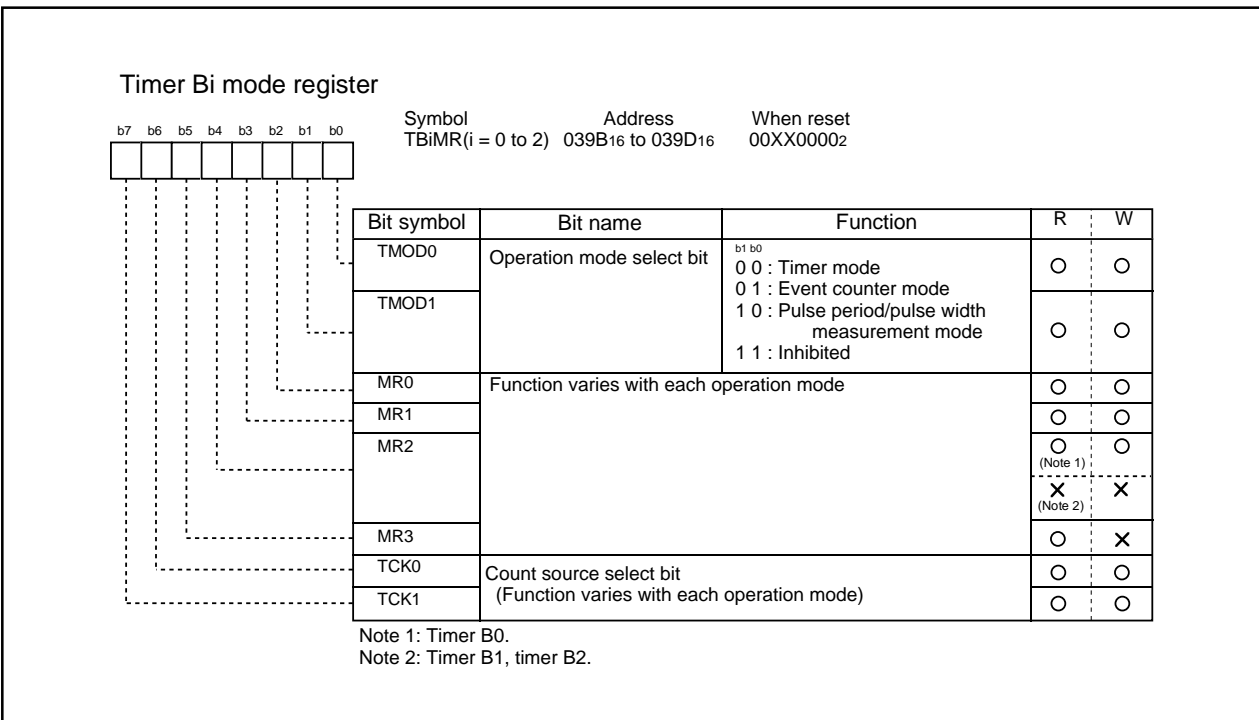 Timer Bi mode register
Symbol Address When reset
TBiMR(i = 0 to 2) 039B16 to 039D16 00XX00002
b7 b6 b5 b4 b3 b2 b1 b0
Bit symbol Bit name Function R W
TMOD0 Operation mode select bit b1 b0
0 0 : Timer mode
0 1 : Event counter mode
TMOD1 1 0 : Pulse period/pulse width
measurement mode
1 1 : Inhibited
MR0 Function varies with each operation mode
MR1
MR2
(Note 1)
(Note 2)
MR3
TCK0 Count source select bit
TCK1 (Function varies with each operation mode)
Note 1: Timer B0.
Note 2: Timer B1, timer B2.